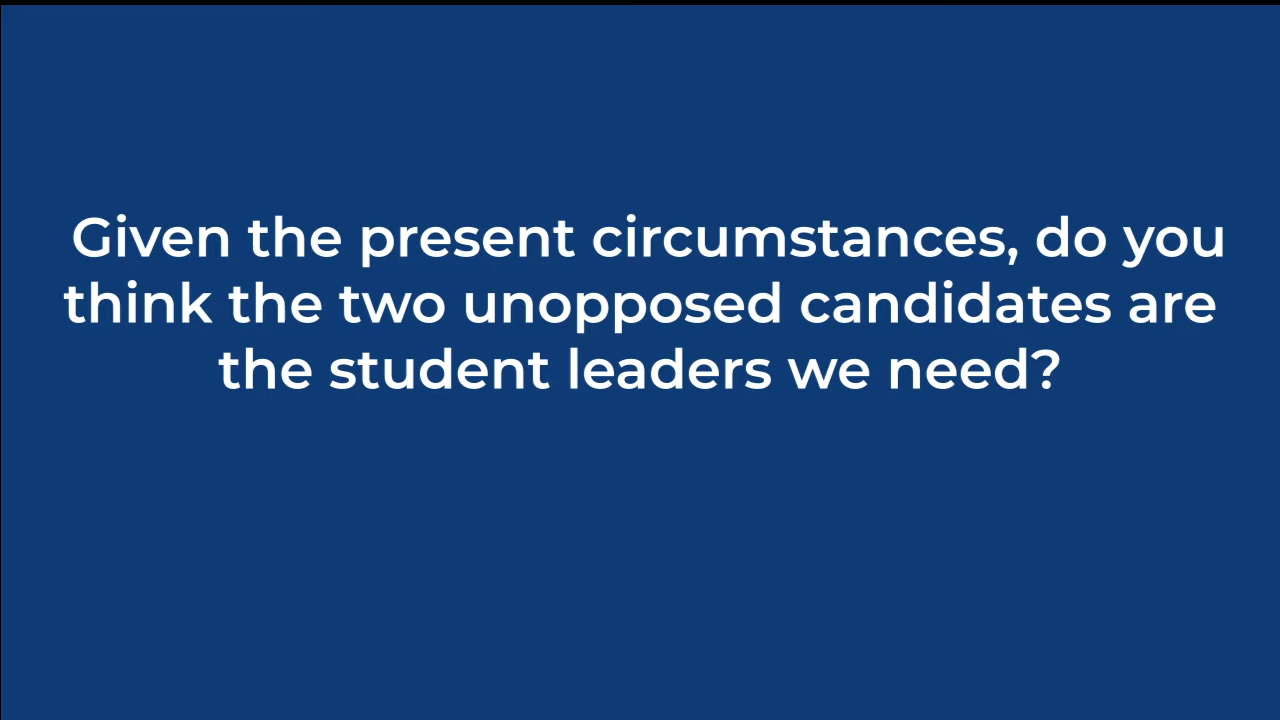 Given the present circumstances, do you
think the two unopposed candidates are
the student leaders we need?